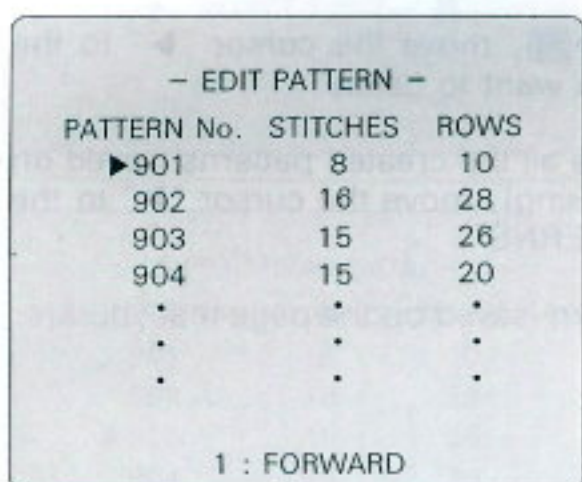 – EDIT PATTERN –
PATTERN No. STITCHES ROWS
▶901 8 10
902 16 28
903 15 26
904 15 20
· · ·
· · ·
· · ·
1 : FORWARD